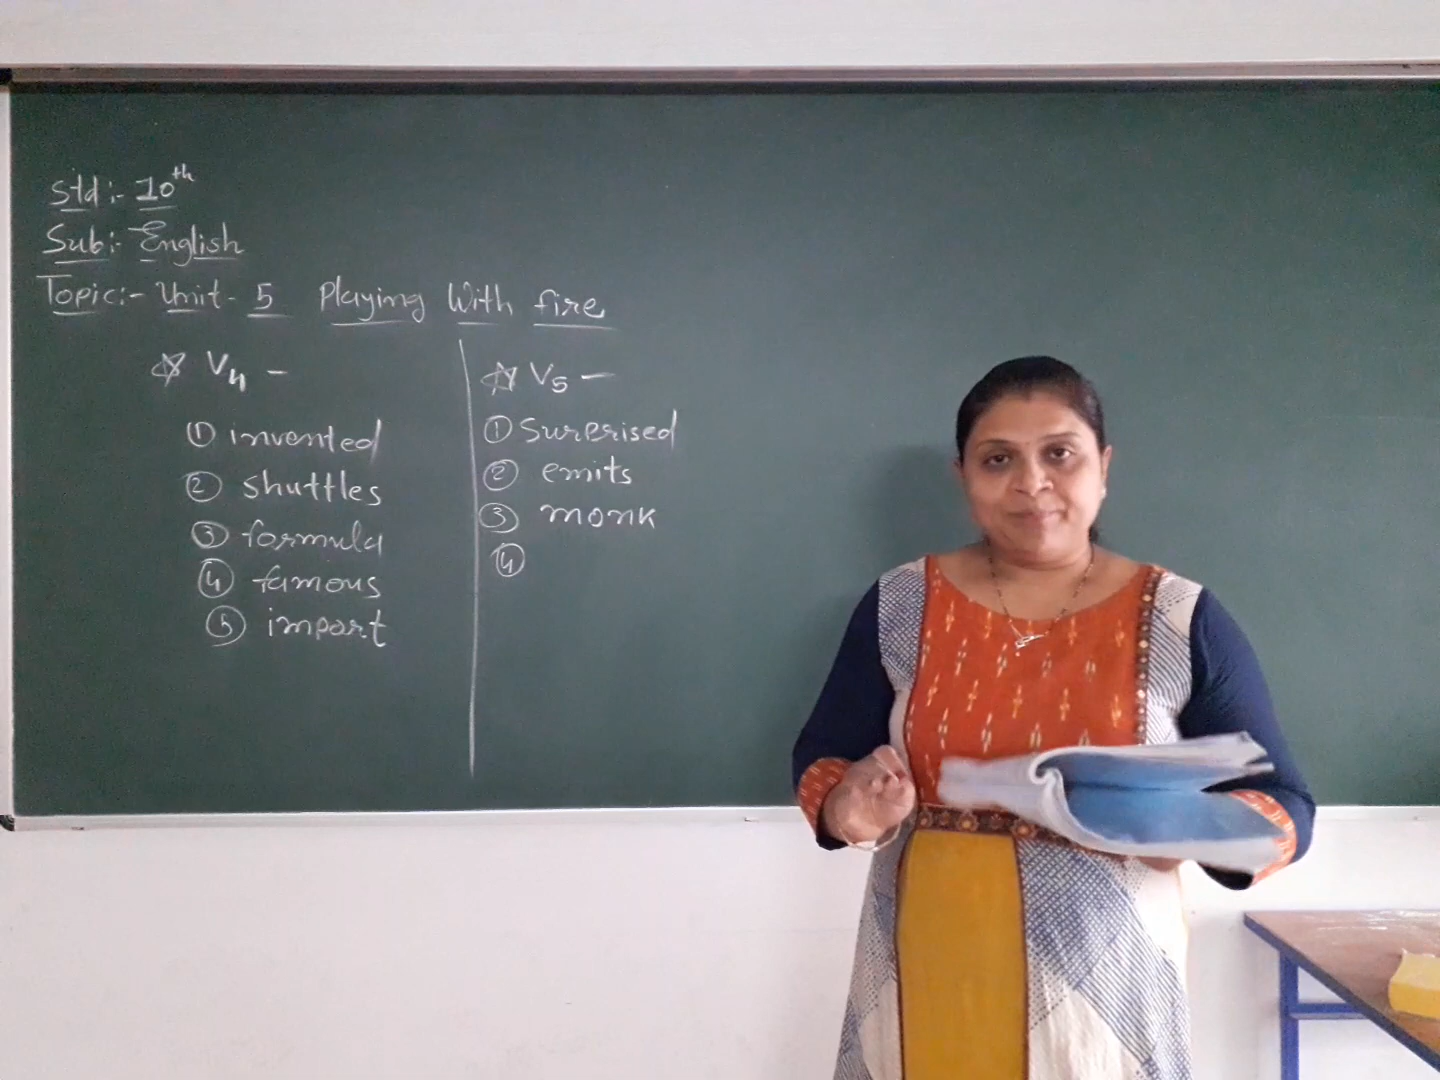 Std :- 10th
Sub :- English
Topic :- Unit - 5 Playing With fire
☆ V4 -
① invented
② shuttles
③ formula
④ famous
⑤ import
☆ V5 -
① Surprised
② emits
③ monk
④